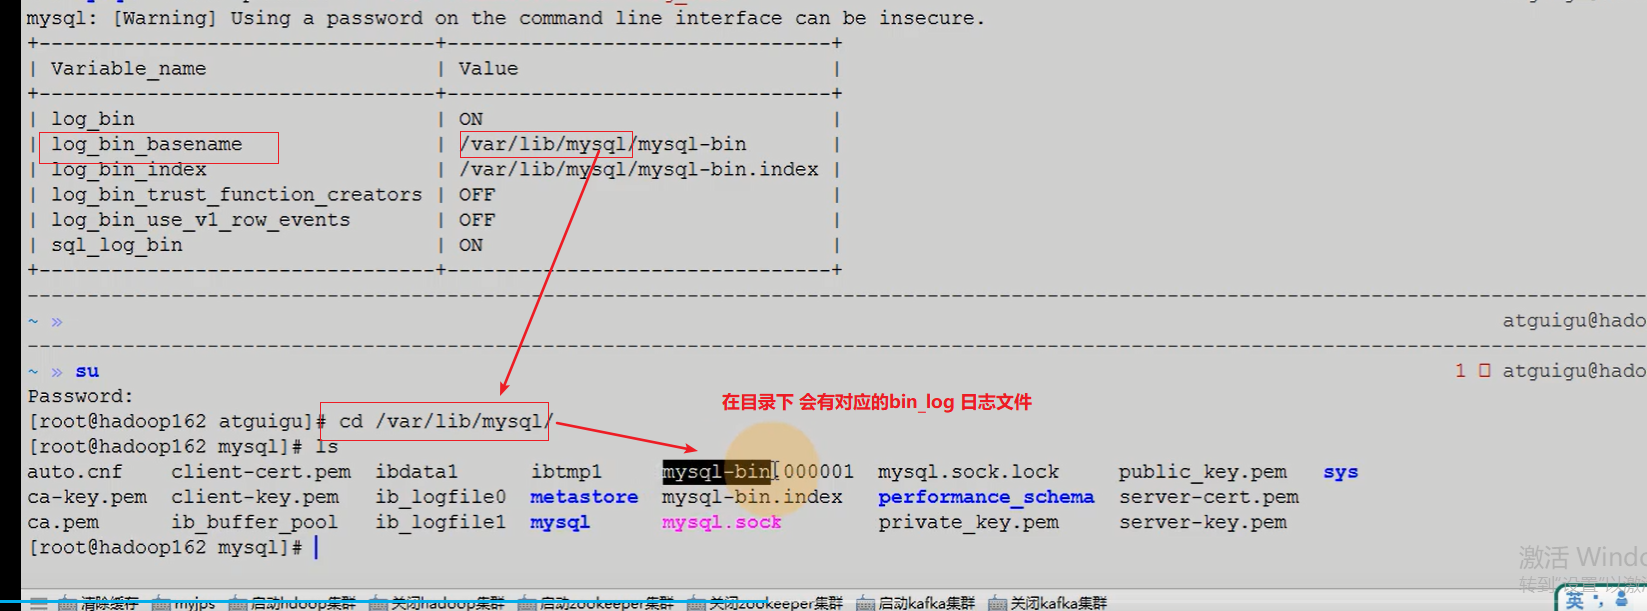 mysql: [Warning] Using a password on the command line interface can be insecure.
+----------------------------------+--------------------------------+
| Variable_name | Value |
+----------------------------------+--------------------------------+
| log_bin | ON |
| log_bin_basename | /var/lib/mysql/mysql-bin |
| log_bin_index | /var/lib/mysql/mysql-bin.index |
| log_bin_trust_function_creators | OFF |
| log_bin_use_v1_row_events | OFF |
| sql_log_bin | ON |
+----------------------------------+--------------------------------+
~ » atguigu@hado
~ » su 1 atguigu@hado
Password:
在目录下 会有对应的bin_log 日志文件
[root@hadoop162 atguigu]# cd /var/lib/mysql/
[root@hadoop162 mysql]# ls
auto.cnf client-cert.pem ibdata1 ibtmp1 mysql-bin.000001 mysql.sock.lock public_key.pem sys
ca-key.pem client-key.pem ib_logfile0 metastore mysql-bin.index performance_schema server-cert.pem
ca.pem ib_buffer_pool ib_logfile1 mysql mysql.sock private_key.pem server-key.pem
[root@hadoop162 mysql]#
激活 Windo
转到"设置"以激
清除缓存 myjps 启动hdoop集群 关闭hadoop集群 启动zookeeper集群 关闭zookeeper集群 启动kafka集群 关闭kafka集群
英